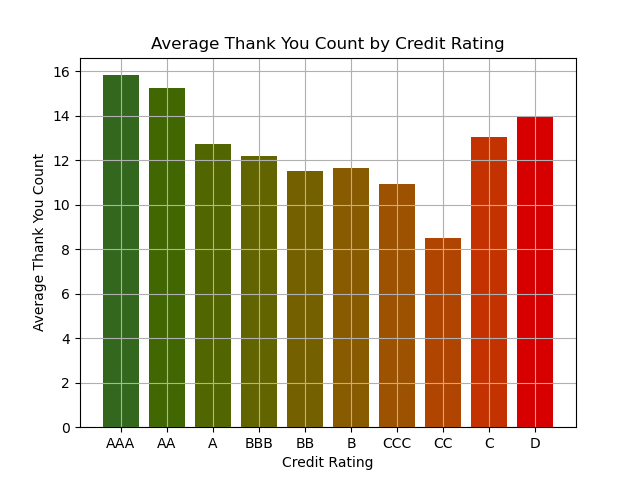 Average Thank You Count by Credit Rating
Average Thank You Count
16
14
12
10
8
6
4
2
0
AAA AA A BBB BB B CCC CC C D
Credit Rating